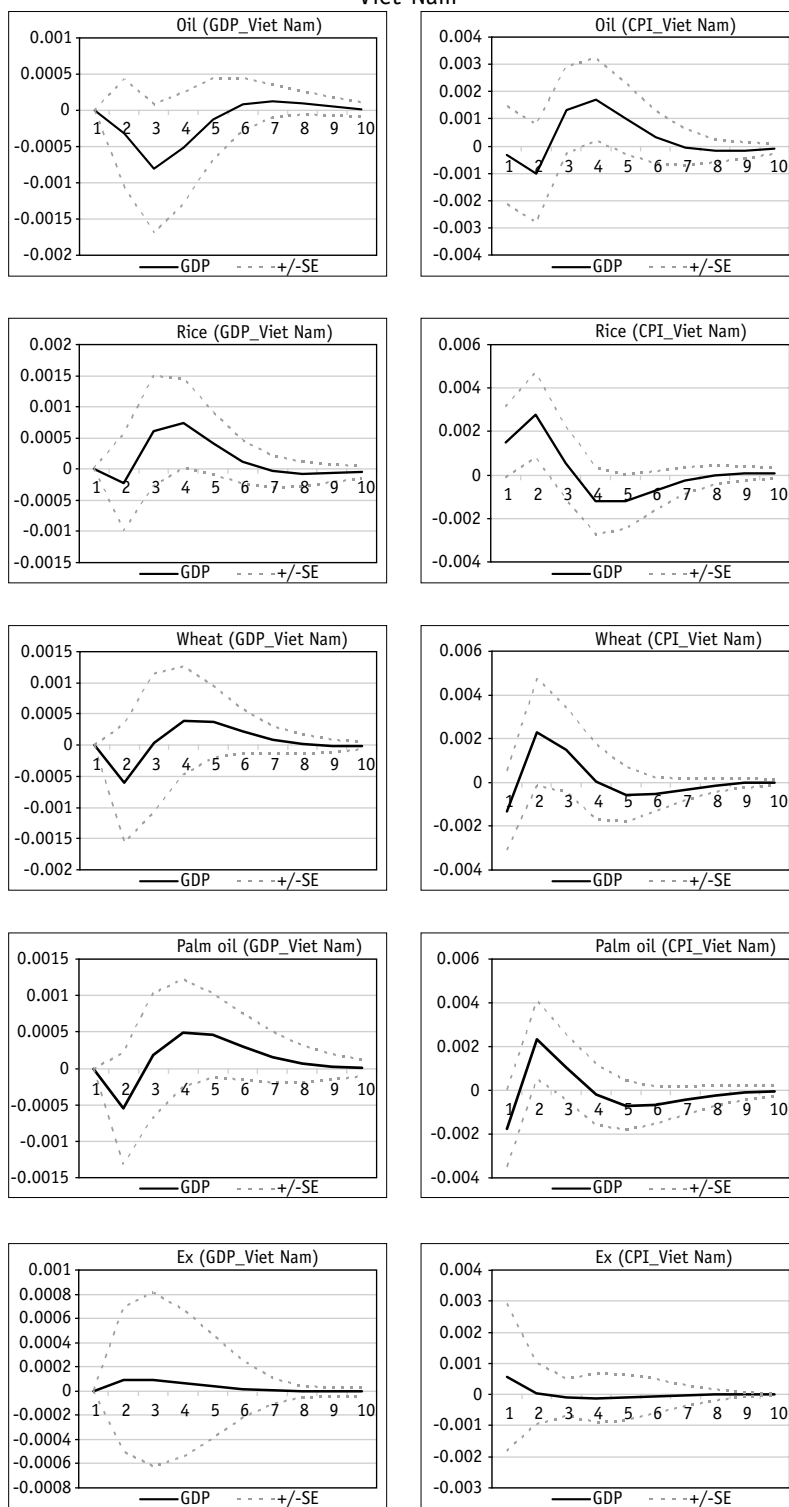 Viet Nam
Oil (GDP_Viet Nam)
0.001
0.0005
0
-0.0005
-0.001
-0.0015
-0.002
1 2 3 4 5 6 7 8 9 10
GDP +/-SE
Oil (CPI_Viet Nam)
0.004
0.003
0.002
0.001
0
-0.001
-0.002
-0.003
-0.004
1 2 3 4 5 6 7 8 9 10
GDP +/-SE
Rice (GDP_Viet Nam)
0.002
0.0015
0.001
0.0005
0
-0.0005
-0.001
-0.0015
1 2 3 4 5 6 7 8 9 10
GDP +/-SE
Rice (CPI_Viet Nam)
0.006
0.004
0.002
0
-0.002
-0.004
1 2 3 4 5 6 7 8 9 10
GDP +/-SE
Wheat (GDP_Viet Nam)
0.0015
0.001
0.0005
0
-0.0005
-0.001
-0.0015
-0.002
1 2 3 4 5 6 7 8 9 10
GDP +/-SE
Wheat (CPI_Viet Nam)
0.006
0.004
0.002
0
-0.002
-0.004
1 2 3 4 5 6 7 8 9 10
GDP +/-SE
Palm oil (GDP_Viet Nam)
0.0015
0.001
0.0005
0
-0.0005
-0.001
-0.0015
1 2 3 4 5 6 7 8 9 10
GDP +/-SE
Palm oil (CPI_Viet Nam)
0.006
0.004
0.002
0
-0.002
-0.004
1 2 3 4 5 6 7 8 9 10
GDP +/-SE
Ex (GDP_Viet Nam)
0.001
0.0008
0.0006
0.0004
0.0002
0
-0.0002
-0.0004
-0.0006
-0.0008
1 2 3 4 5 6 7 8 9 10
GDP +/-SE
Ex (CPI_Viet Nam)
0.004
0.003
0.002
0.001
0
-0.001
-0.002
-0.003
1 2 3 4 5 6 7 8 9 10
GDP +/-SE